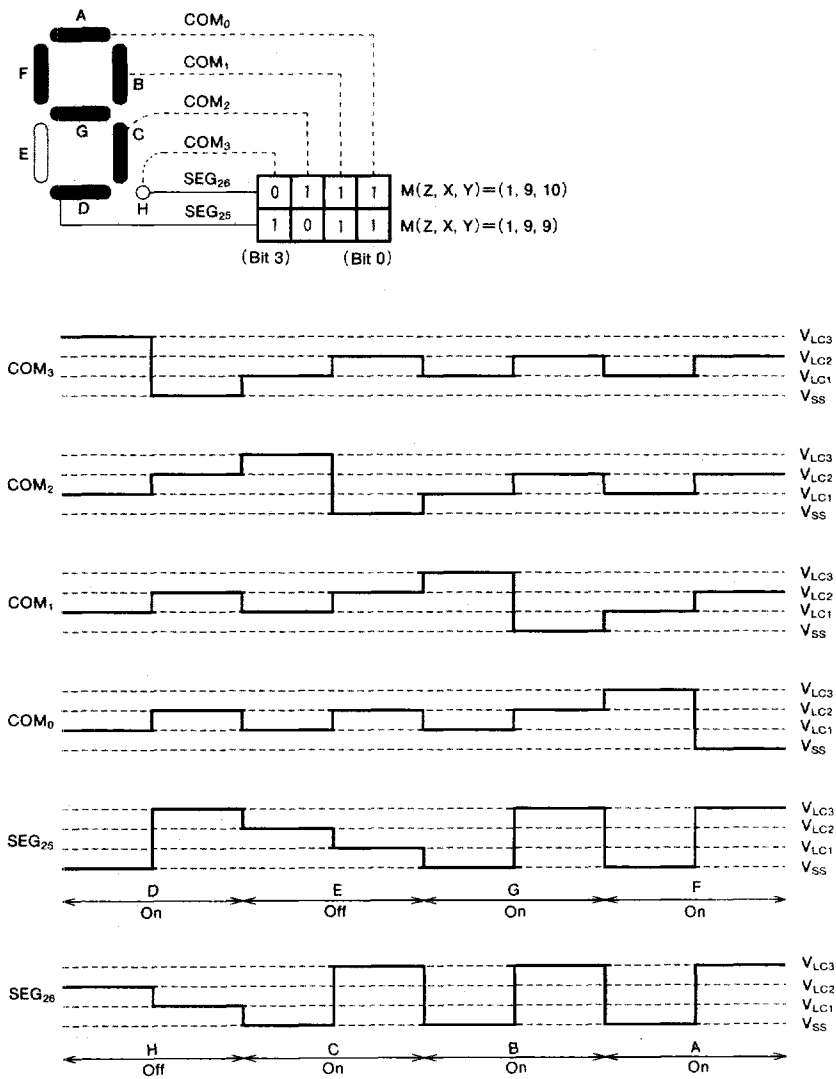 A COM₀
F B COM₁
G C COM₂
E COM₃
D H SEG₂₆ 0 1 1 1 M(Z, X, Y)=(1, 9, 10)
SEG₂₅ 1 0 1 1 M(Z, X, Y)=(1, 9, 9)
(Bit 3) (Bit 0)
COM₃ VLC3
VLC2
VLC1
VSS
COM₂ VLC3
VLC2
VLC1
VSS
COM₁ VLC3
VLC2
VLC1
VSS
COM₀ VLC3
VLC2
VLC1
VSS
SEG₂₅ VLC3
VLC2
VLC1
VSS
D E G F
On Off On On
SEG₂₆ VLC3
VLC2
VLC1
VSS
H C B A
Off On On On